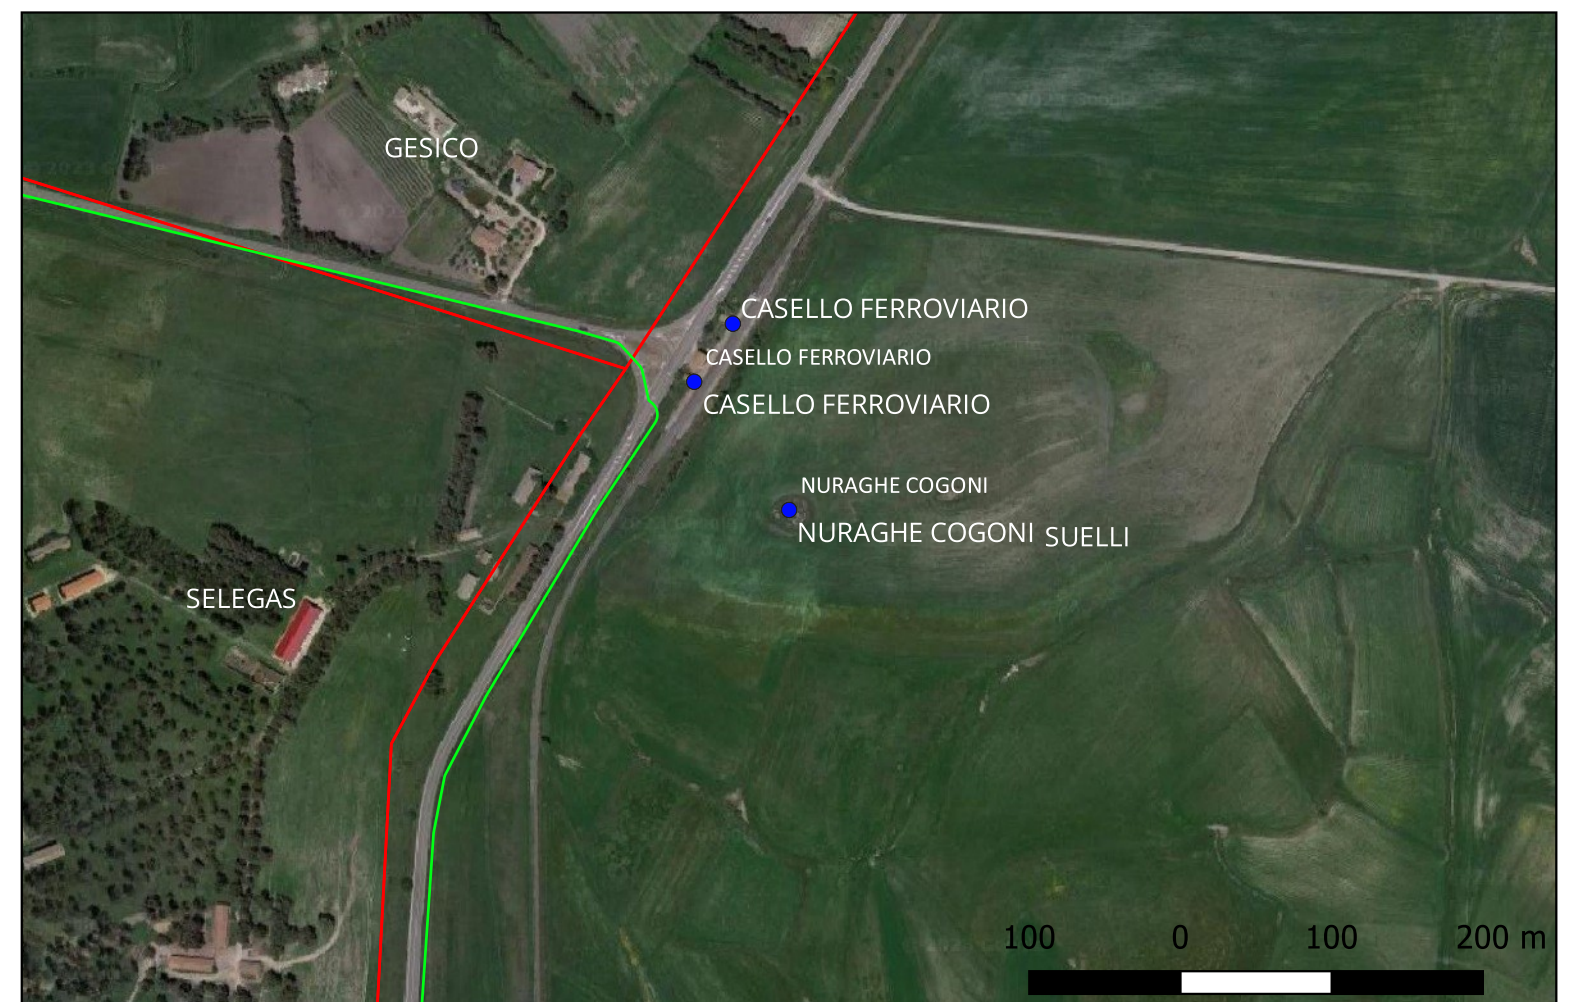 GESICO
CASELLO FERROVIARIO
CASELLO FERROVIARIO
CASELLO FERROVIARIO
NURAGHE COGONI
NURAGHE COGONI
SUELLI
SELEGAS
100 0 100 200 m